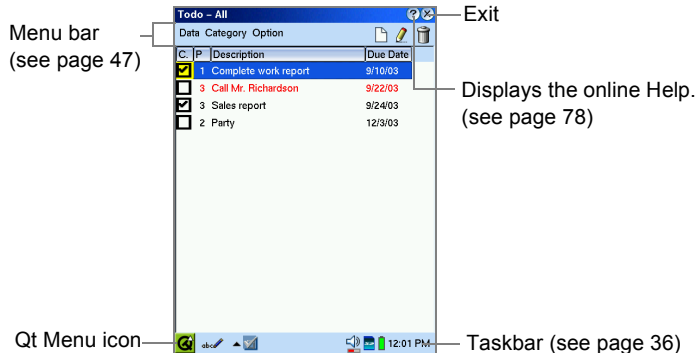 Todo – All
Exit
Menu bar
(see page 47)
Data Category Option
C. P Description Due Date
1 Complete work report 9/10/03
3 Call Mr. Richardson 9/22/03
3 Sales report 9/24/03
2 Party 12/3/03
Displays the online Help.
(see page 78)
Qt Menu icon
abc
12:01 PM
Taskbar (see page 36)